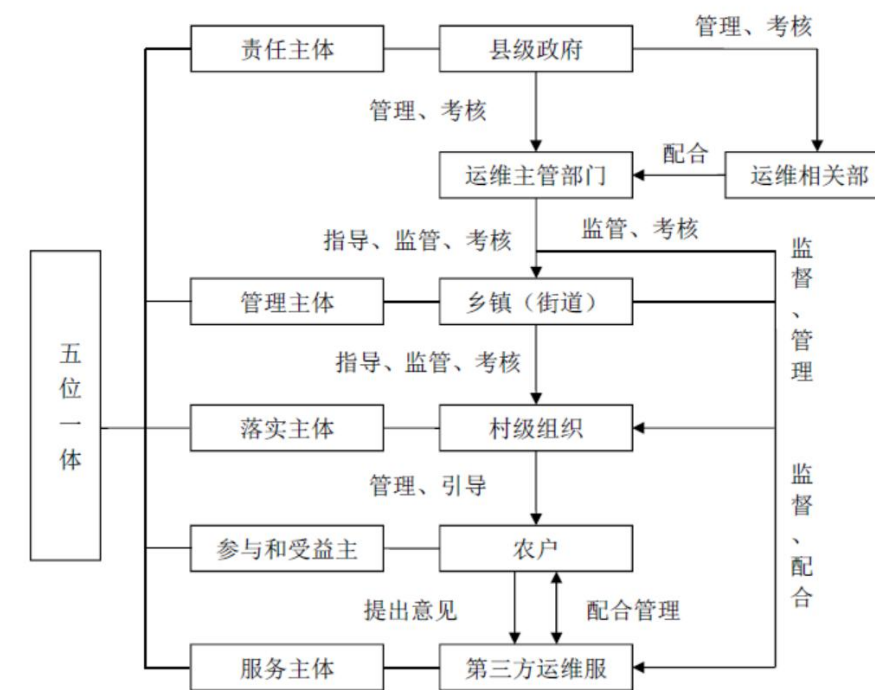 责任主体
县级政府
管理、考核
管理、考核
运维主管部门
配合
运维相关部
指导、监管、考核
监管、考核
监督、管理
管理主体
乡镇（街道）
指导、监管、考核
五位一体
落实主体
村级组织
管理、引导
监督、配合
参与和受益主
农户
提出意见
配合管理
服务主体
第三方运维服